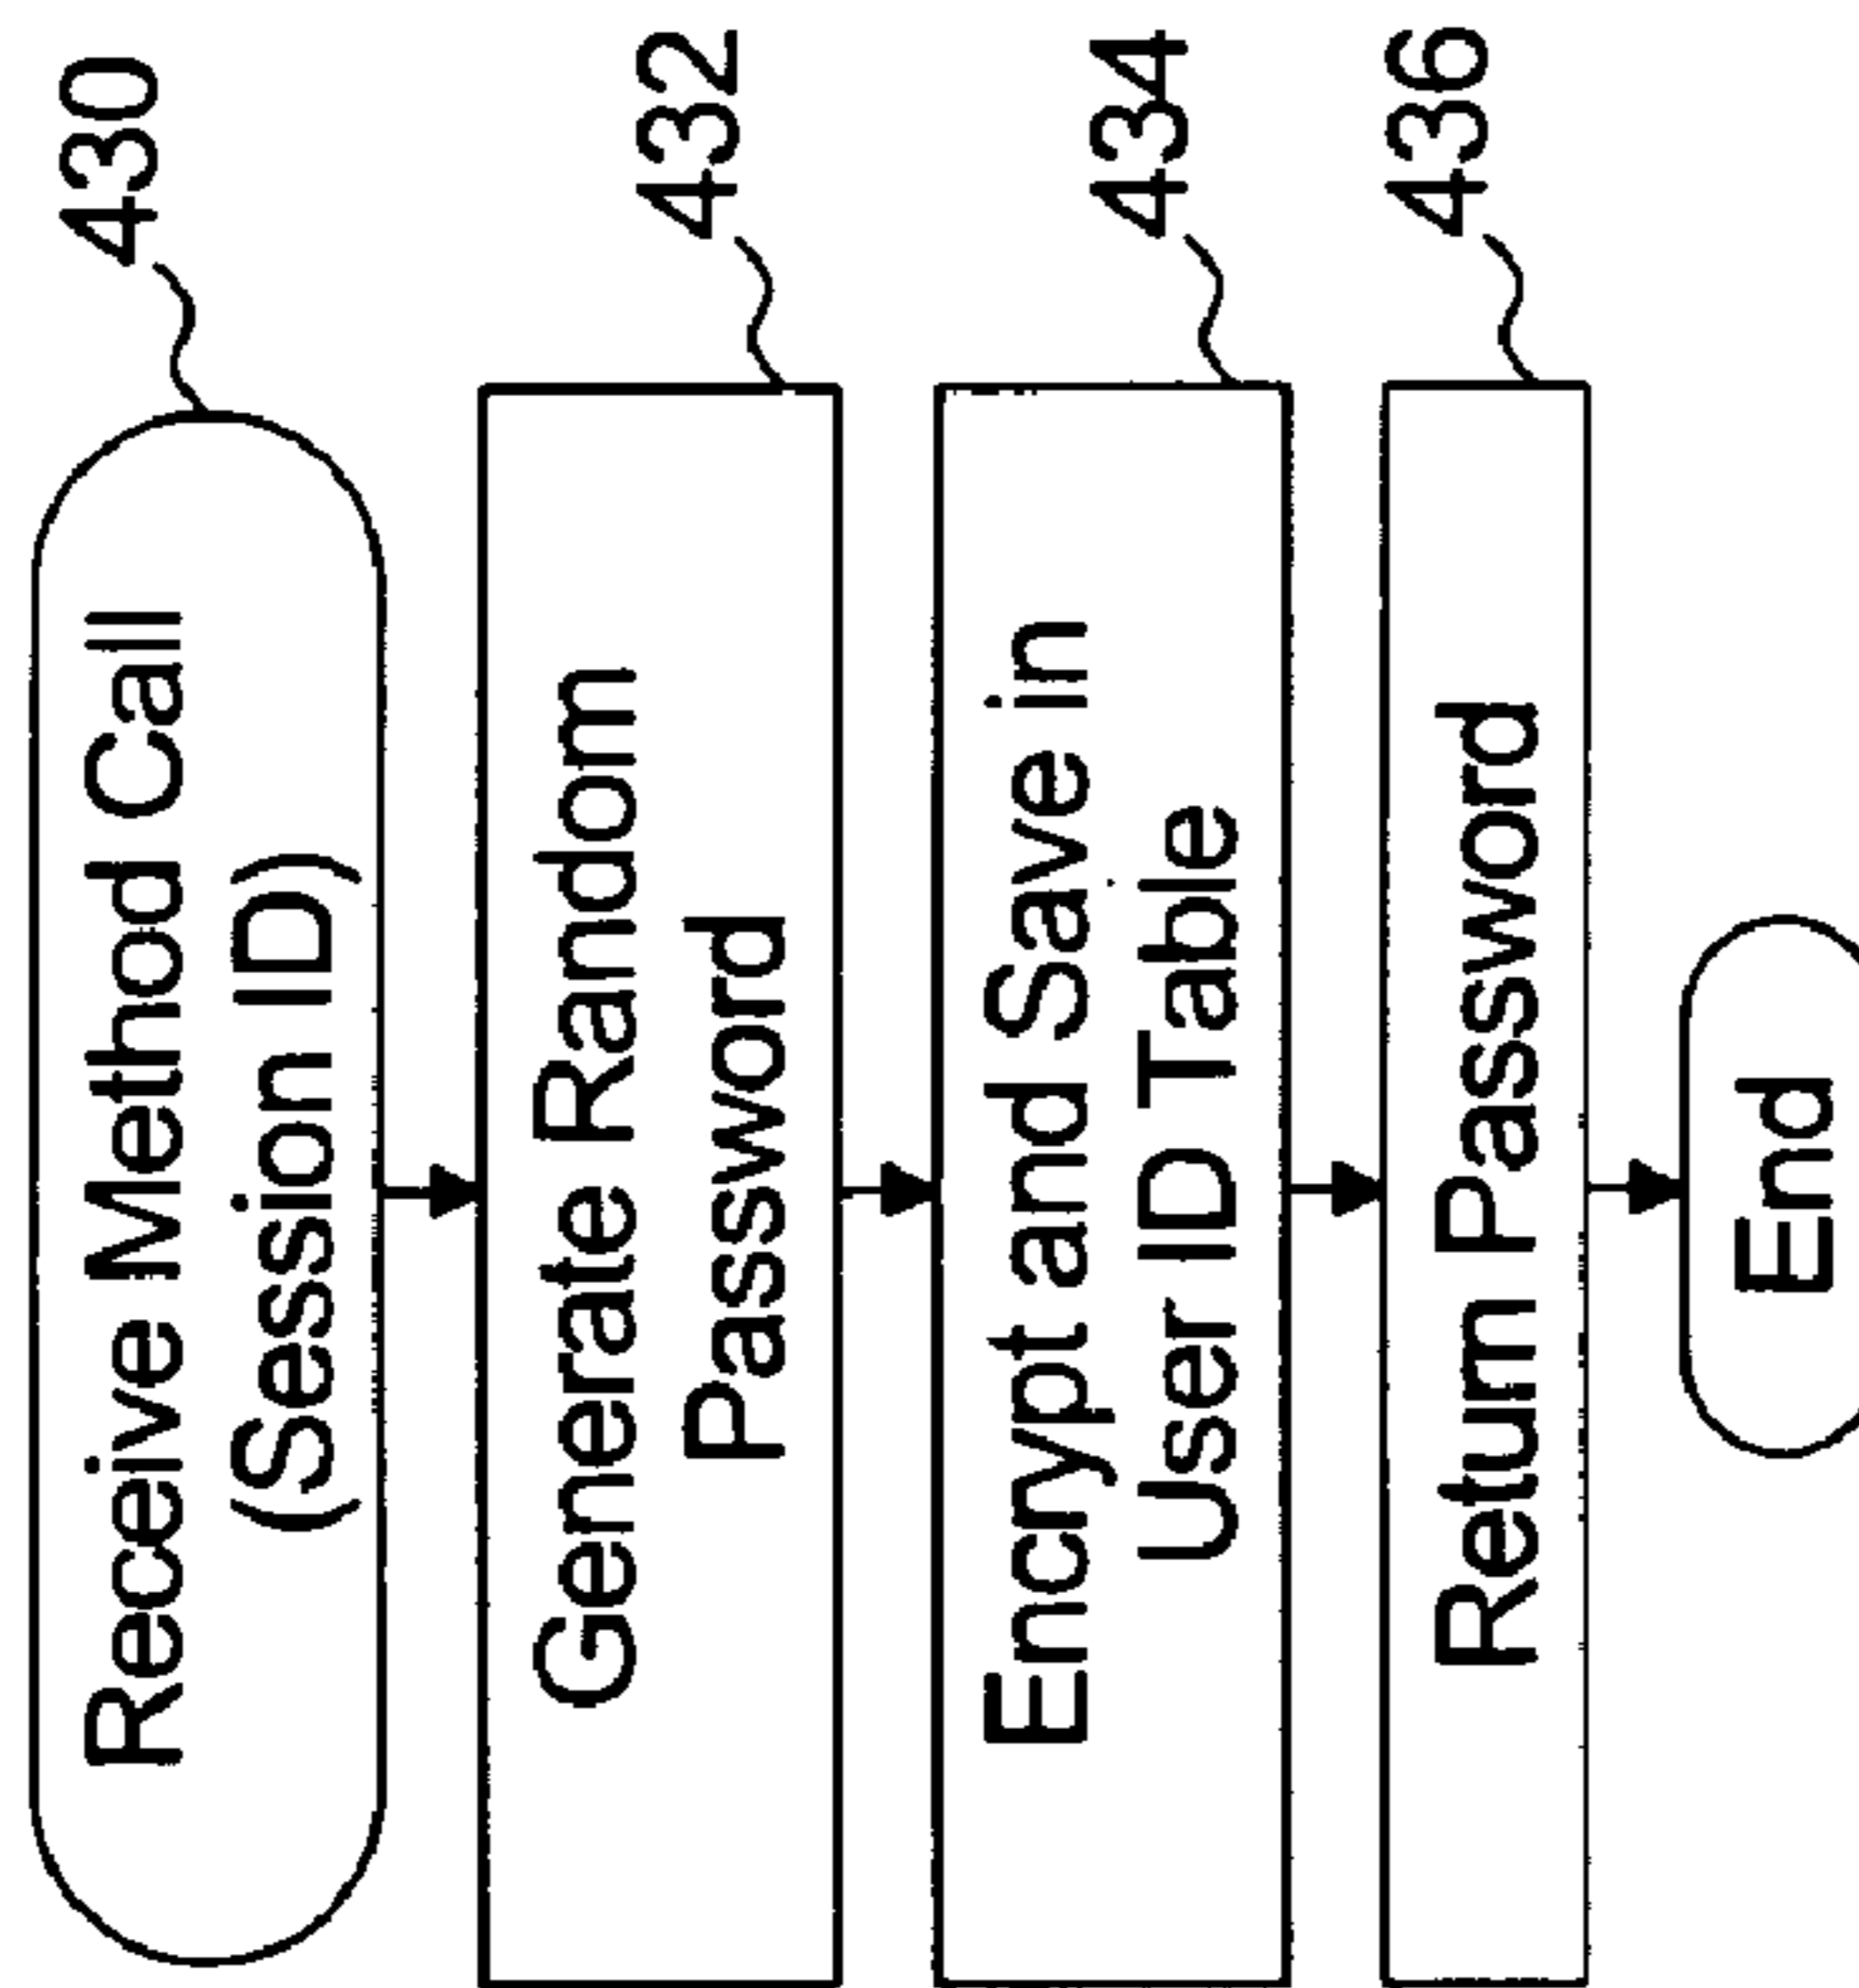 Receive Method Call
(Session ID)
430
Generate Random
Password
432
Encrypt and Save in
User ID Table
434
Return Password
436
End